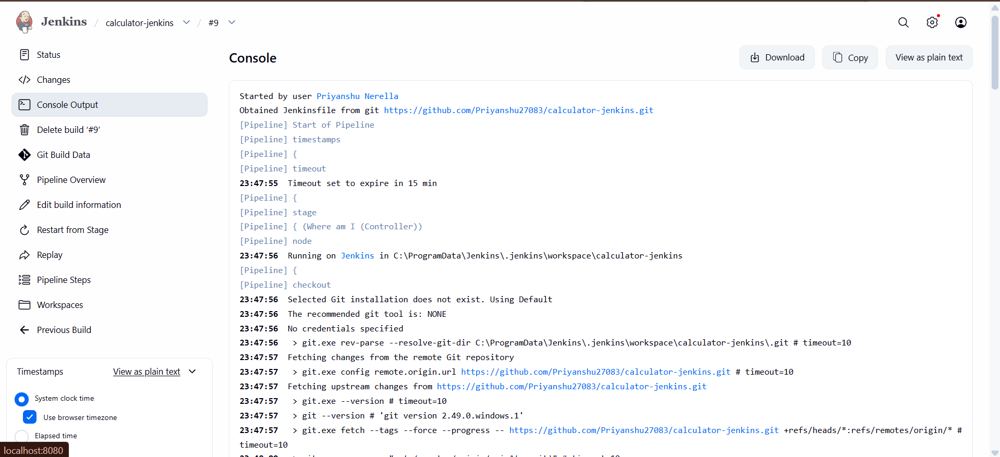 Jenkins / calculator-jenkins / #9
Status
Changes
Console Output
Delete build ‘#9’
Git Build Data
Pipeline Overview
Edit build information
Restart from Stage
Replay
Pipeline Steps
Workspaces
Previous Build
Timestamps View as plain text
System clock time
Use browser timezone
Elapsed time
localhost:8080
Console
Download Copy View as plain text
Started by user Priyanshu Nerella
Obtained Jenkinsfile from git https://github.com/Priyanshu27083/calculator-jenkins.git
[Pipeline] Start of Pipeline
[Pipeline] timestamps
[Pipeline] {
[Pipeline] timeout
23:47:55 Timeout set to expire in 15 min
[Pipeline] {
[Pipeline] stage
[Pipeline] { (Where am I (Controller))
[Pipeline] node
23:47:56 Running on Jenkins in C:\ProgramData\Jenkins\.jenkins\workspace\calculator-jenkins
[Pipeline] {
[Pipeline] checkout
23:47:56 Selected Git installation does not exist. Using Default
23:47:56 The recommended git tool is: NONE
23:47:56 No credentials specified
23:47:56 > git.exe rev-parse --resolve-git-dir C:\ProgramData\Jenkins\.jenkins\workspace\calculator-jenkins\.git # timeout=10
23:47:57 Fetching changes from the remote Git repository
23:47:57 > git.exe config remote.origin.url https://github.com/Priyanshu27083/calculator-jenkins.git # timeout=10
23:47:57 Fetching upstream changes from https://github.com/Priyanshu27083/calculator-jenkins.git
23:47:57 > git.exe --version # timeout=10
23:47:57 > git --version # 'git version 2.49.0.windows.1'
23:47:57 > git.exe fetch --tags --force --progress -- https://github.com/Priyanshu27083/calculator-jenkins.git +refs/heads/*:refs/remotes/origin/* #
timeout=10